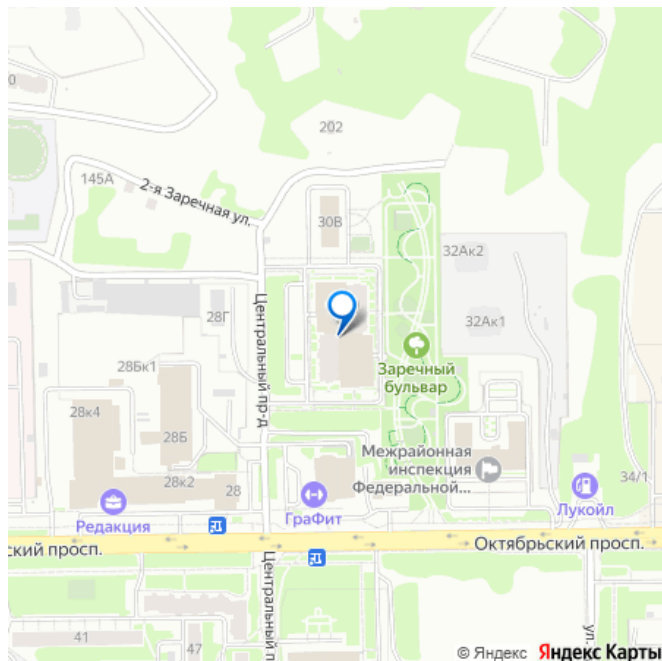 0
202
145А
2-я Заречная ул.
30В
32Ак2
28Г
Центральный пр-д
32Ак1
Заречный
бульвар
28Бк1
28к4
28Б
28к2
28
Межрайонная
инспекция
Федеральной...
34/1
Редакция
ГраФит
Лукойл
ский просп.
Октябрьский просп.
Центральный п
ул.
41
47
© Яндекс Яндекс Карты